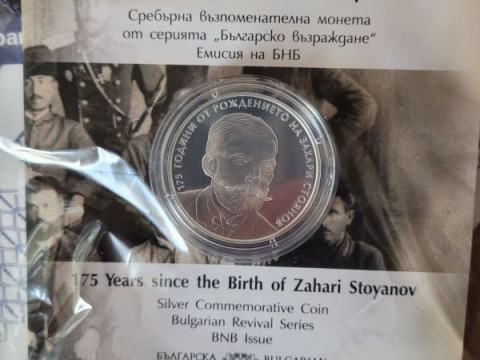 Сребърна възпоменателна монета
от серията „Българско възраждане“
Емисия на БНБ
175 ГОДИНИ ОТ РОЖДЕНИЕТО НА ЗАХАРИ СТОЯНОВ
175 Years since the Birth of Zahari Stoyanov
Silver Commemorative Coin
Bulgarian Revival Series
BNB Issue
БЪЛГАРСКА BULGARIAN